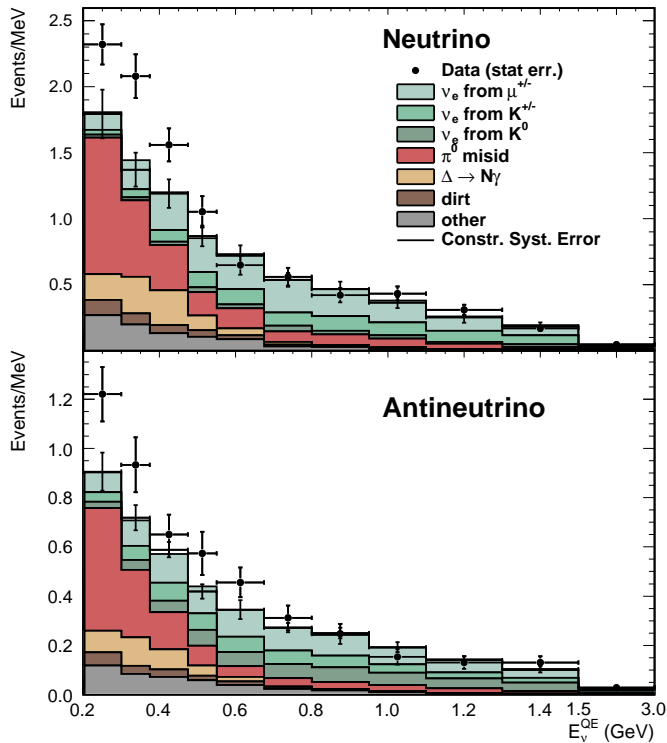 Events/MeV
2.5
2.0
1.5
1.0
0.5
Neutrino
Data (stat err.)
νe from μ+/-
νe from K+/-
νe from K0
π0 misid
Δ → Nγ
dirt
other
Constr. Syst. Error
Events/MeV
1.2
1.0
0.8
0.6
0.4
0.2
0.0
Antineutrino
0.2 0.4 0.6 0.8 1.0 1.2 1.4 1.5 3.0
EνQE (GeV)